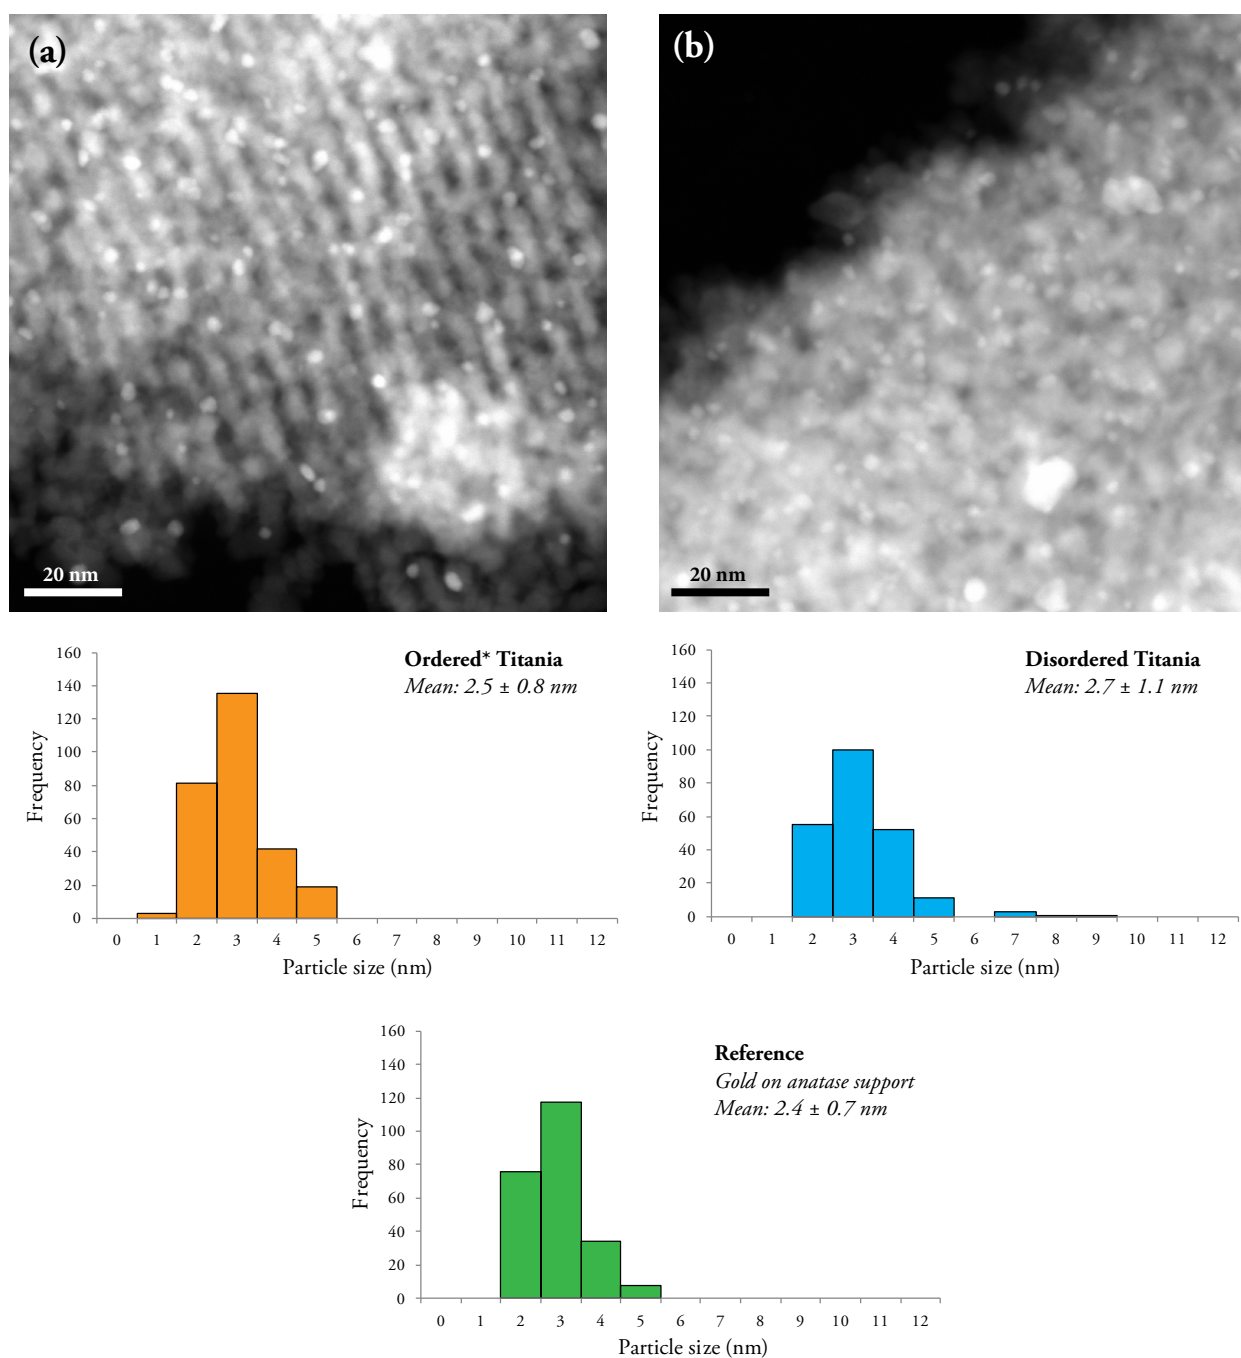 (a)
(b)
20 nm
20 nm
Ordered* Titania
Mean: 2.5 ± 0.8 nm
160
140
120
100
80
60
40
20
0
Frequency
0 1 2 3 4 5 6 7 8 9 10 11 12
Particle size (nm)
Disordered Titania
Mean: 2.7 ± 1.1 nm
160
140
120
100
80
60
40
20
0
Frequency
0 1 2 3 4 5 6 7 8 9 10 11 12
Particle size (nm)
Reference
Gold on anatase support
Mean: 2.4 ± 0.7 nm
160
140
120
100
80
60
40
20
0
Frequency
0 1 2 3 4 5 6 7 8 9 10 11 12
Particle size (nm)